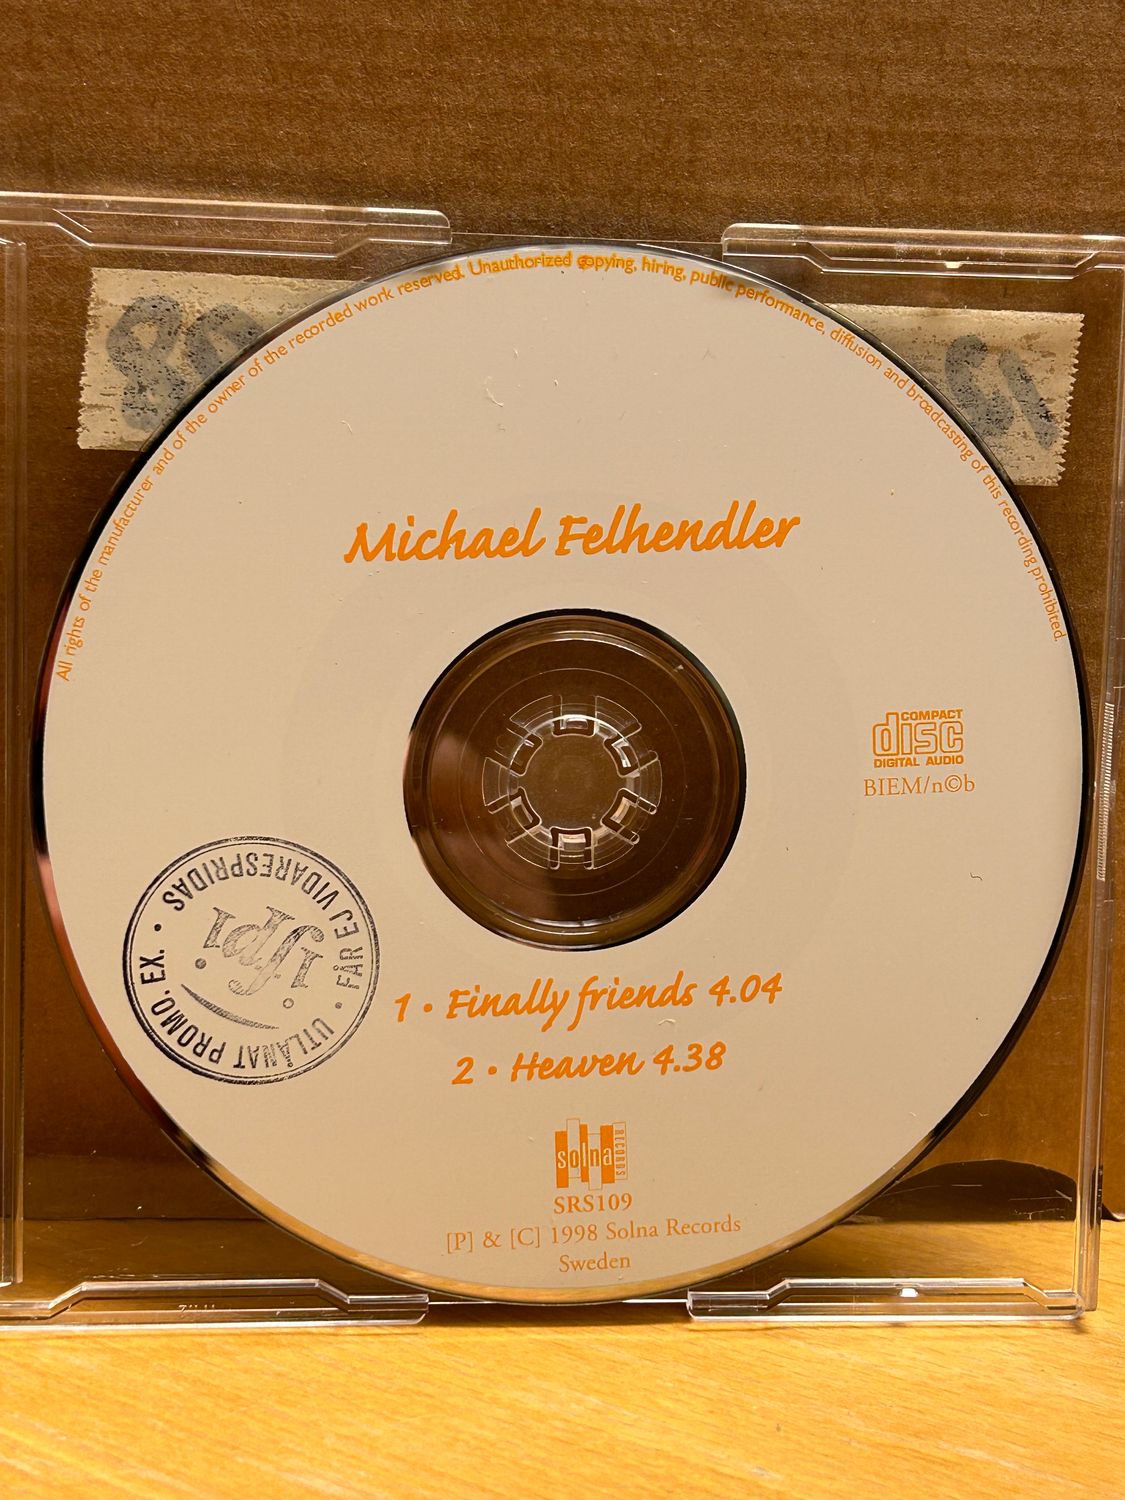 All rights of the manufacturer and of the owner of the recorded work reserved. Unauthorized copying, hiring, public performance, diffusion and broadcasting of this recording prohibited.
Michael Felhendler
COMPACT
disc
DIGITAL AUDIO
BIEM/n©b
UTLÅNAT PROMO. EX. • FÅR EJ VIDARESPRIDAS •
ifpi
1 • Finally friends 4.04
2 • Heaven 4.38
solna
RECORDS
SRS109
[P] & [C] 1998 Solna Records
Sweden